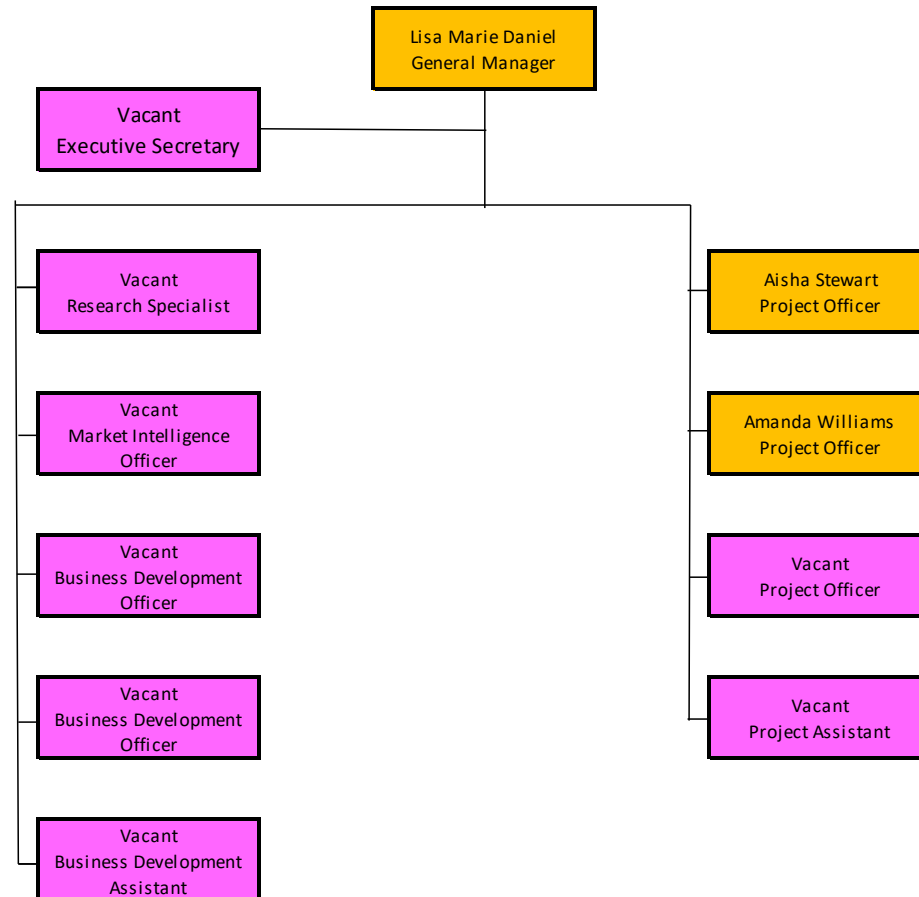 Lisa Marie Daniel
General Manager
Vacant
Executive Secretary
Vacant
Research Specialist
Vacant
Market Intelligence
Officer
Vacant
Business Development
Officer
Vacant
Business Development
Officer
Vacant
Business Development
Assistant
Aisha Stewart
Project Officer
Amanda Williams
Project Officer
Vacant
Project Officer
Vacant
Project Assistant